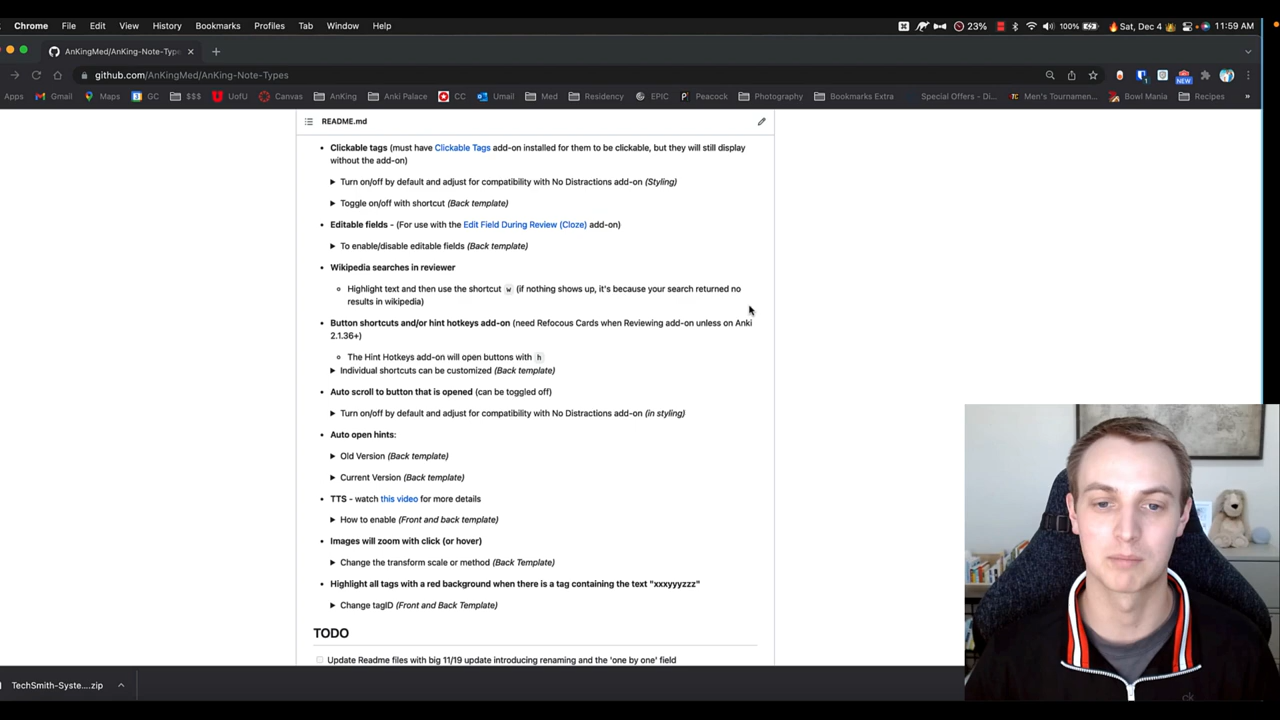 Chrome File Edit View History Bookmarks Profiles Tab Window Help 23% 100% Sat, Dec 4 11:59 AM
AnKingMed/AnKing-Note-Type
github.com/AnKingMed/AnKing-Note-Types
Apps Gmail Maps GC $$$ UofU Canvas AnKing Anki Palace CC Umail Med Residency EPIC Peacock Photography Bookmarks Extra Special Offers - Di... Men's Tournamen... Bowl Mania Recipes »
NEW
README.md
Clickable tags (must have Clickable Tags add-on installed for them to be clickable, but they will still display
without the add-on)
Turn on/off by default and adjust for compatibility with No Distractions add-on (Styling)
Toggle on/off with shortcut (Back template)
Editable fields - (For use with the Edit Field During Review (Cloze) add-on)
To enable/disable editable fields (Back template)
Wikipedia searches in reviewer
Highlight text and then use the shortcut w (if nothing shows up, it's because your search returned no
results in wikipedia)
Button shortcuts and/or hint hotkeys add-on (need Refocous Cards when Reviewing add-on unless on Anki
2.1.36+)
The Hint Hotkeys add-on will open buttons with h
Individual shortcuts can be customized (Back template)
Auto scroll to button that is opened (can be toggled off)
Turn on/off by default and adjust for compatibility with No Distractions add-on (in styling)
Auto open hints:
Old Version (Back template)
Current Version (Back template)
TTS - watch this video for more details
How to enable (Front and back template)
Images will zoom with click (or hover)
Change the transform scale or method (Back Template)
Highlight all tags with a red background when there is a tag containing the text "xxxyyyzzz"
Change tagID (Front and Back Template)
TODO
Update Readme files with big 11/19 update introducing renaming and the 'one by one' field
TechSmith-Syste....zip
ck